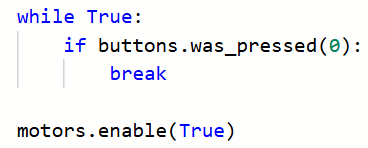 while True:
    if buttons.was_pressed(0):
        break

motors.enable(True)